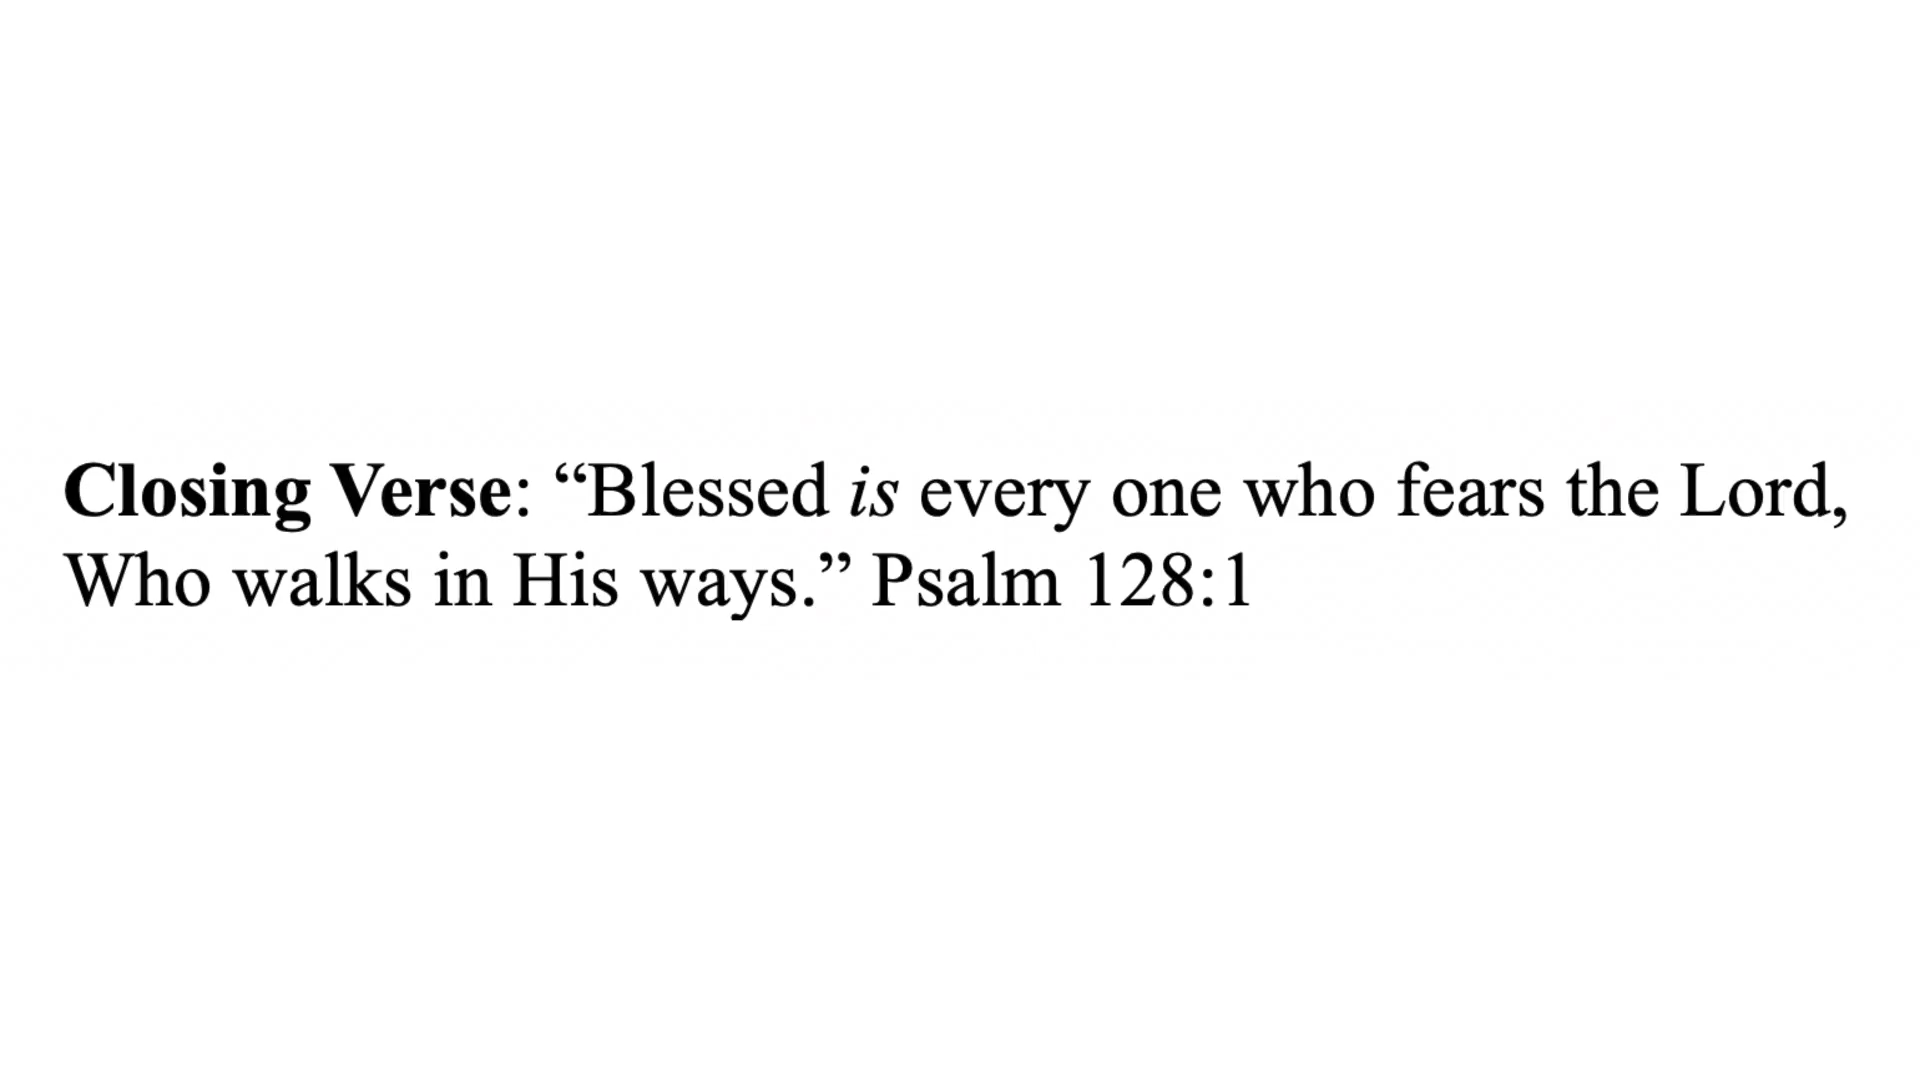 Closing Verse: “Blessed is every one who fears the Lord,
Who walks in His ways.” Psalm 128:1